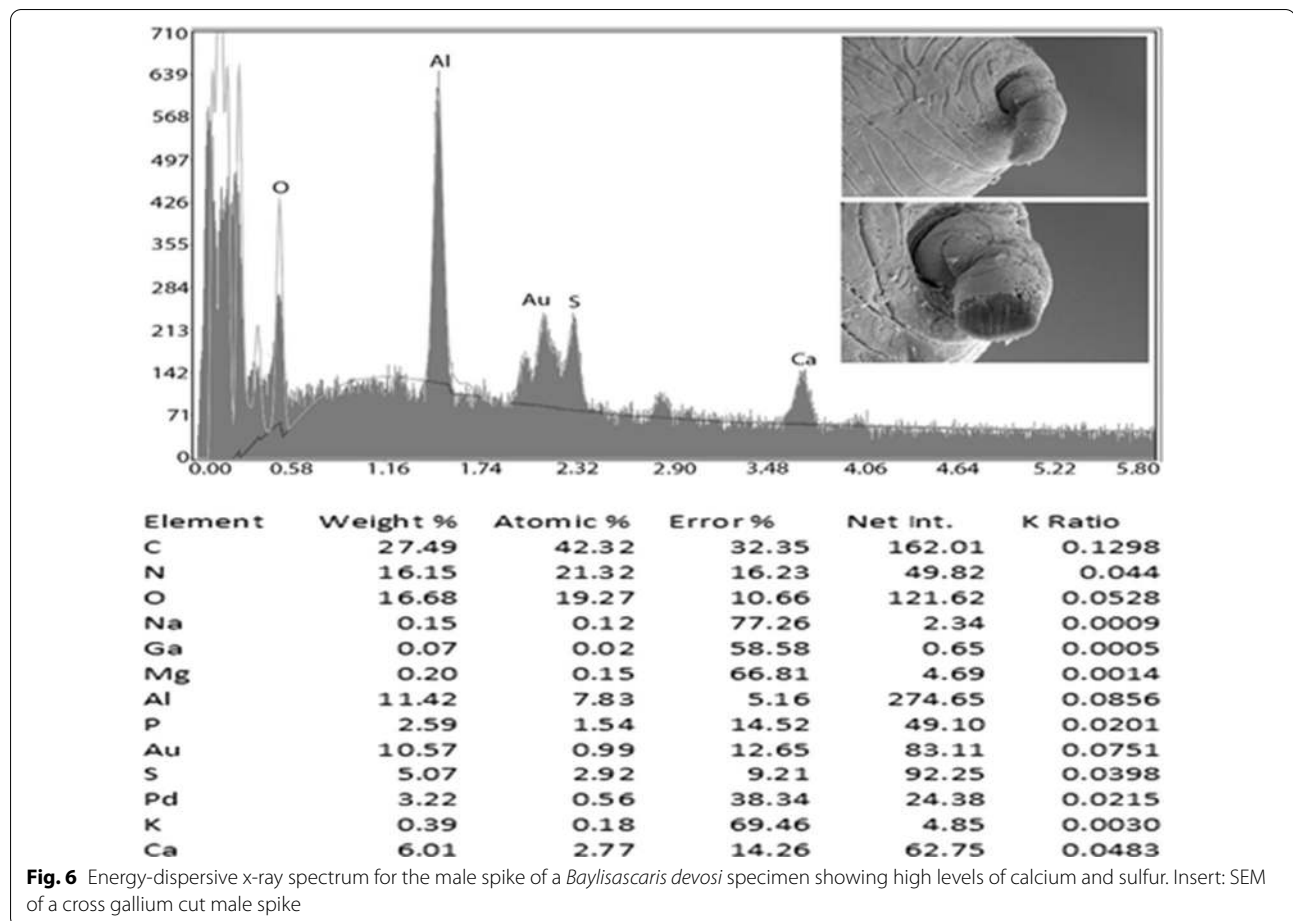 710
639
568
497
426
355
284
213
142
71
0
O
Al
Au S
Ca
0.00 0.58 1.16 1.74 2.32 2.90 3.48 4.06 4.64 5.22 5.80
Element Weight % Atomic % Error % Net Int. K Ratio
C 27.49 42.32 32.35 162.01 0.1298
N 16.15 21.32 16.23 49.82 0.044
O 16.68 19.27 10.66 121.62 0.0528
Na 0.15 0.12 77.26 2.34 0.0009
Ga 0.07 0.02 58.58 0.65 0.0005
Mg 0.20 0.15 66.81 4.69 0.0014
Al 11.42 7.83 5.16 274.65 0.0856
P 2.59 1.54 14.52 49.10 0.0201
Au 10.57 0.99 12.65 83.11 0.0751
S 5.07 2.92 9.21 92.25 0.0398
Pd 3.22 0.56 38.34 24.38 0.0215
K 0.39 0.18 69.46 4.85 0.0030
Ca 6.01 2.77 14.26 62.75 0.0483
Fig. 6 Energy-dispersive x-ray spectrum for the male spike of a Baylisascaris devosi specimen showing high levels of calcium and sulfur. Insert: SEM
of a cross gallium cut male spike